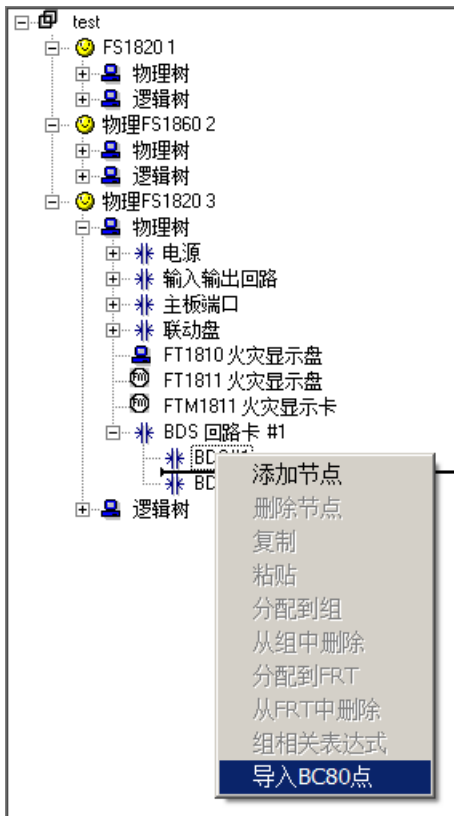 test
FS1820 1
物理树
逻辑树
物理FS1860 2
物理树
逻辑树
物理FS1820 3
物理树
电源
输入输出回路
主板端口
联动盘
FT1810 火灾显示盘
FT1811 火灾显示盘
FTM1811 火灾显示卡
BDS 回路卡 #1
BD
BD
逻辑树
添加节点
删除节点
复制
粘贴
分配到组
从组中删除
分配到FRT
从FRT中删除
组相关表达式
导入BC80点